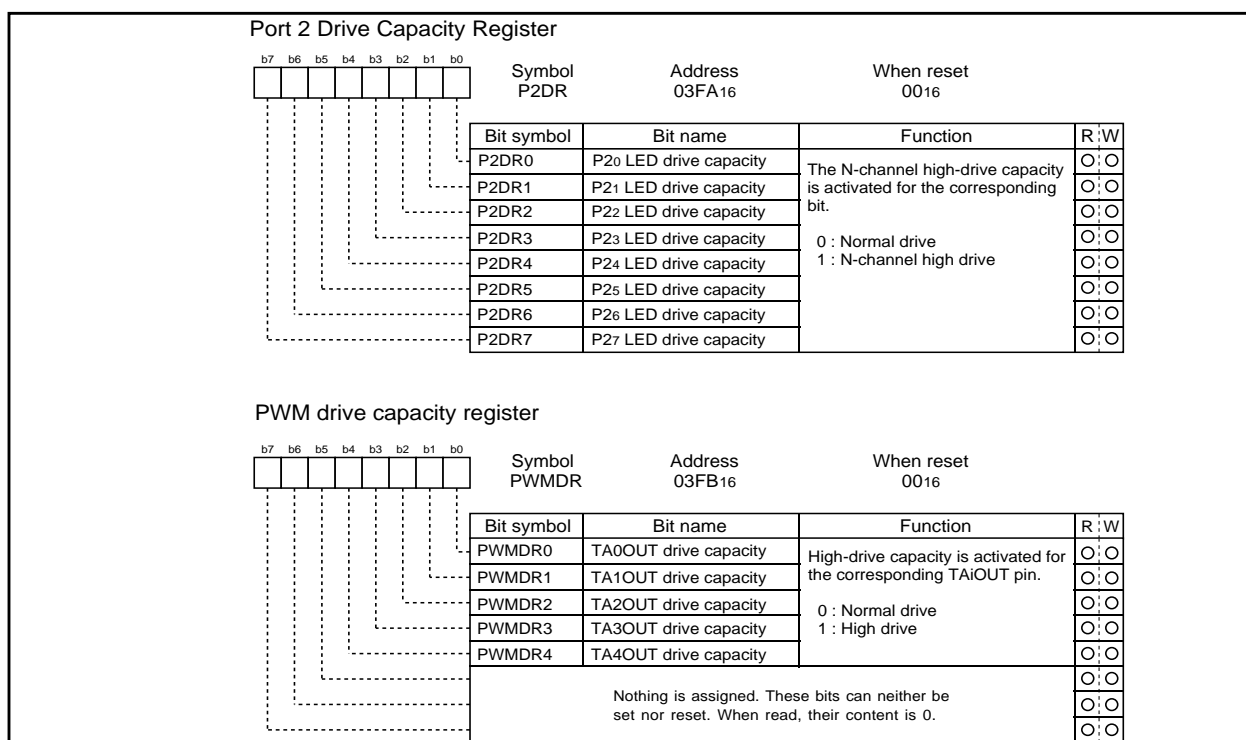 Port 2 Drive Capacity Register
b7 b6 b5 b4 b3 b2 b1 b0
Symbol Address When reset
P2DR 03FA16 0016
Bit symbol Bit name Function R W
P2DR0 P20 LED drive capacity
P2DR1 P21 LED drive capacity
P2DR2 P22 LED drive capacity
P2DR3 P23 LED drive capacity
P2DR4 P24 LED drive capacity
P2DR5 P25 LED drive capacity
P2DR6 P26 LED drive capacity
P2DR7 P27 LED drive capacity
The N-channel high-drive capacity
is activated for the corresponding
bit.
0 : Normal drive
1 : N-channel high drive
PWM drive capacity register
b7 b6 b5 b4 b3 b2 b1 b0
Symbol Address When reset
PWMDR 03FB16 0016
Bit symbol Bit name Function R W
PWMDR0 TA0OUT drive capacity
PWMDR1 TA1OUT drive capacity
PWMDR2 TA2OUT drive capacity
PWMDR3 TA3OUT drive capacity
PWMDR4 TA4OUT drive capacity
High-drive capacity is activated for
the corresponding TAiOUT pin.
0 : Normal drive
1 : High drive
Nothing is assigned. These bits can neither be
set nor reset. When read, their content is 0.